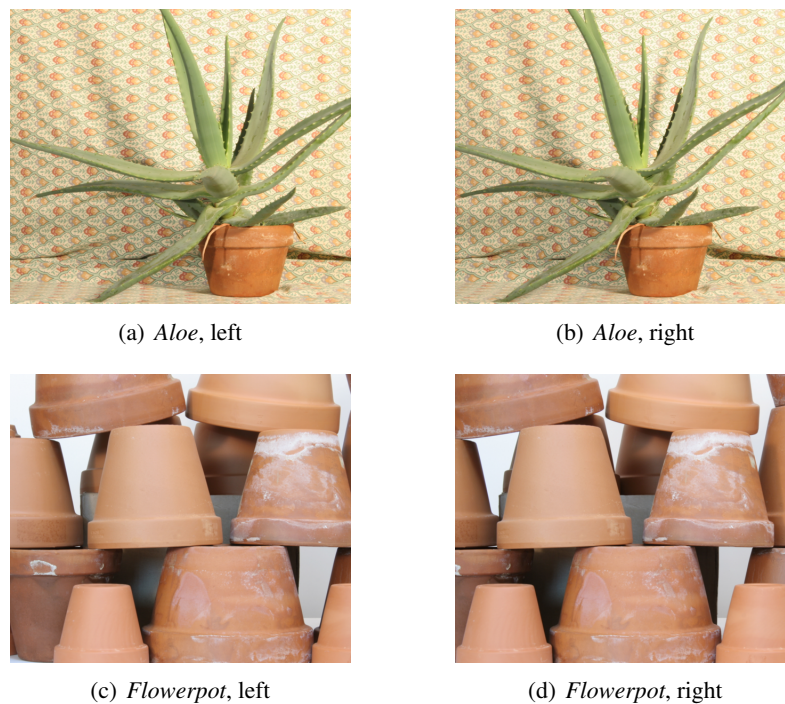 (a) Aloe, left
(b) Aloe, right
(c) Flowerpot, left
(d) Flowerpot, right